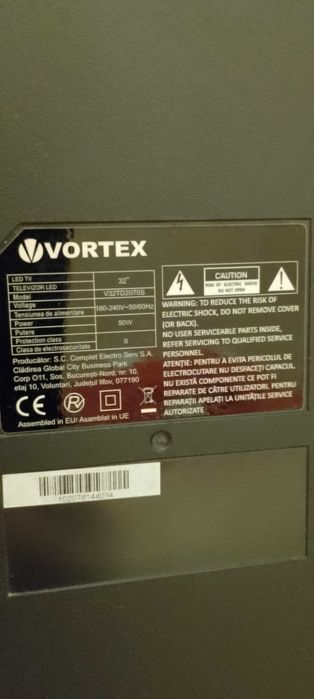 VORTEX
LED TV
TELEVIZOR LED
32"
Model
V32TD2070S
Voltage
Tensiunea de alimentare
180-240V~50/60Hz
Power
Putere
50W
Protection class
Clasa de electrosecuritate
II
Producător: S.C. Complet Electro Serv S.A.
Clădirea Global City Business Park,
Corp O11, Sos. București-Nord, nr. 10,
etaj 10, Voluntari, Județul Ilfov, 077190
CE
Assembled in EU/ Asamblat in UE
CAUTION
RISK OF ELECTRIC SHOCK
DO NOT OPEN
WARNING: TO REDUCE THE RISK OF
ELECTRIC SHOCK, DO NOT REMOVE COVER
(OR BACK).
NO USER SERVICEABLE PARTS INSIDE,
REFER SERVICING TO QUALIFIED SERVICE
PERSONNEL.
ATENȚIE: PENTRU A EVITA PERICOLUL DE
ELECTROCUTARE NU DESFACEȚI CAPACUL.
NU EXISTĂ COMPONENTE CE POT FI
REPARATE DE CĂTRE UTILIZATORI. PENTRU
REPARAȚII APELAȚI LA UNITĂȚILE SERVICE
AUTORIZATE
1020T6144034